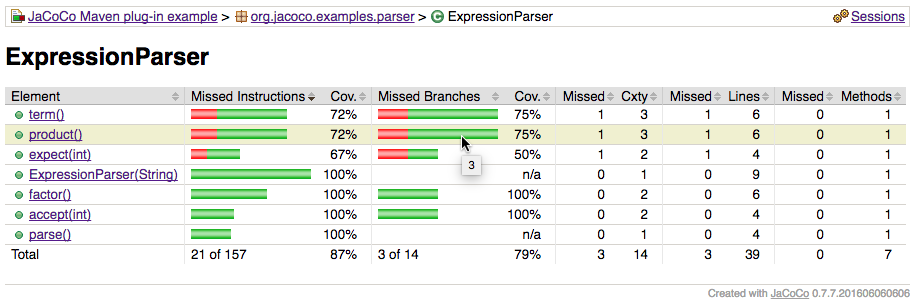 JaCoCo Maven plug-in example > org.jacoco.examples.parser > C ExpressionParser Sessions
ExpressionParser
Element Missed Instructions Cov. Missed Branches Cov. Missed Cxty Missed Lines Missed Methods
term() 72% 75% 1 3 1 6 0 1
product() 72% 75% 1 3 1 6 0 1
expect(int) 67% 50% 1 2 1 4 0 1
3
ExpressionParser(String) 100% n/a 0 1 0 9 0 1
factor() 100% 100% 0 2 0 6 0 1
accept(int) 100% 100% 0 2 0 4 0 1
parse() 100% n/a 0 1 0 4 0 1
Total 21 of 157 87% 3 of 14 79% 3 14 3 39 0 7
Created with JaCoCo 0.7.7.201606060606